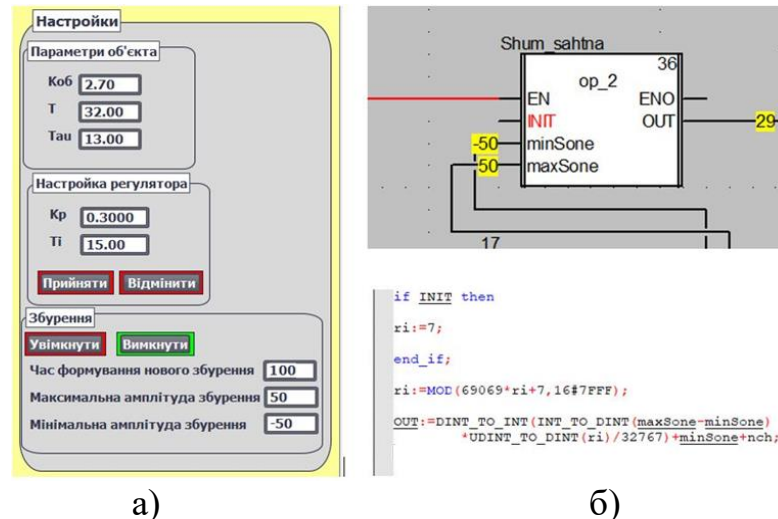 Настройки
Параметри об'єкта
Коб 2.70
T 32.00
Tau 13.00
Настройка регулятора
Kp 0.3000
Ti 15.00
Прийняти Відмінити
Збурення
Увімкнути Вимкнути
Час формування нового збурення 100
Максимальна амплітуда збурення 50
Мінімальна амплітуда збурення -50
а)
Shum_sahtna
36
op_2
EN ENO
INIT OUT 29
-50 minSone
50 maxSone
17
if INIT then
ri:=7;
end_if;
ri:=MOD(69069*ri+7,16#7FFF);
OUT:=DINT_TO_INT(INT_TO_DINT(maxSone-minSone)
*UDINT_TO_DINT(ri)/32767)+minSone+nch;
б)